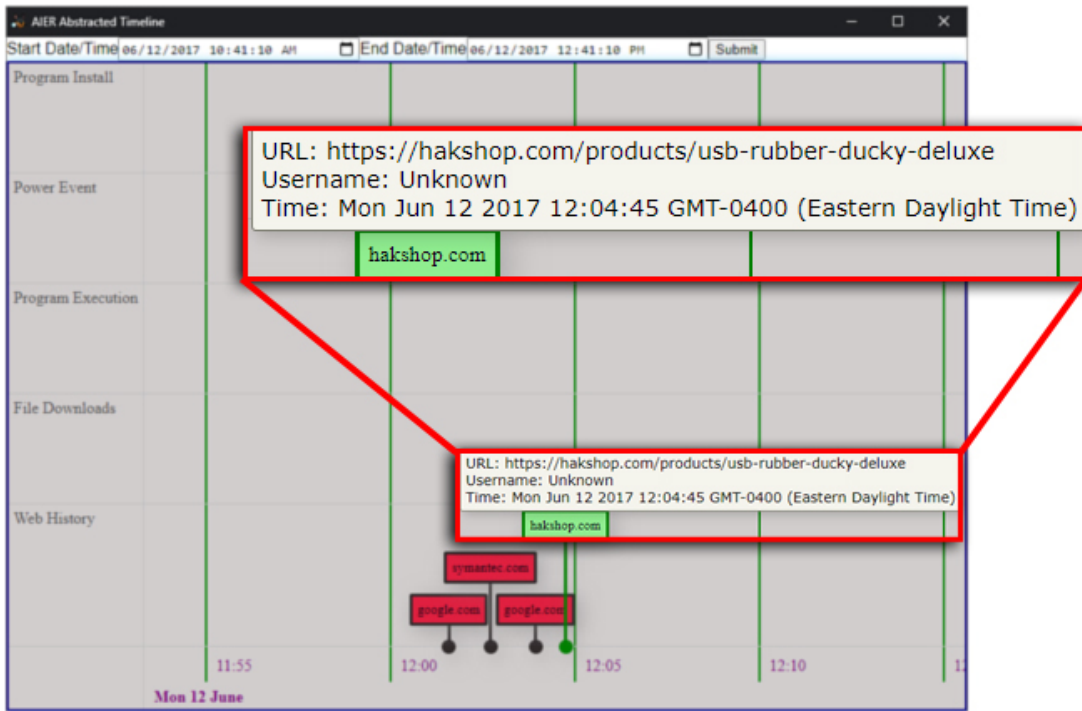 AIER Abstracted Timeline
Start Date/Time 06/12/2017 10:41:10 AM End Date/Time 06/12/2017 12:41:10 PM Submit
Program Install
URL: https://hakshop.com/products/usb-rubber-ducky-deluxe
Username: Unknown
Time: Mon Jun 12 2017 12:04:45 GMT-0400 (Eastern Daylight Time)
Power Event
hakshop.com
Program Execution
File Downloads
URL: https://hakshop.com/products/usb-rubber-ducky-deluxe
Username: Unknown
Time: Mon Jun 12 2017 12:04:45 GMT-0400 (Eastern Daylight Time)
Web History
hakshop.com
symantec.com
google.com google.com
11:55 12:00 12:05 12:10
Mon 12 June